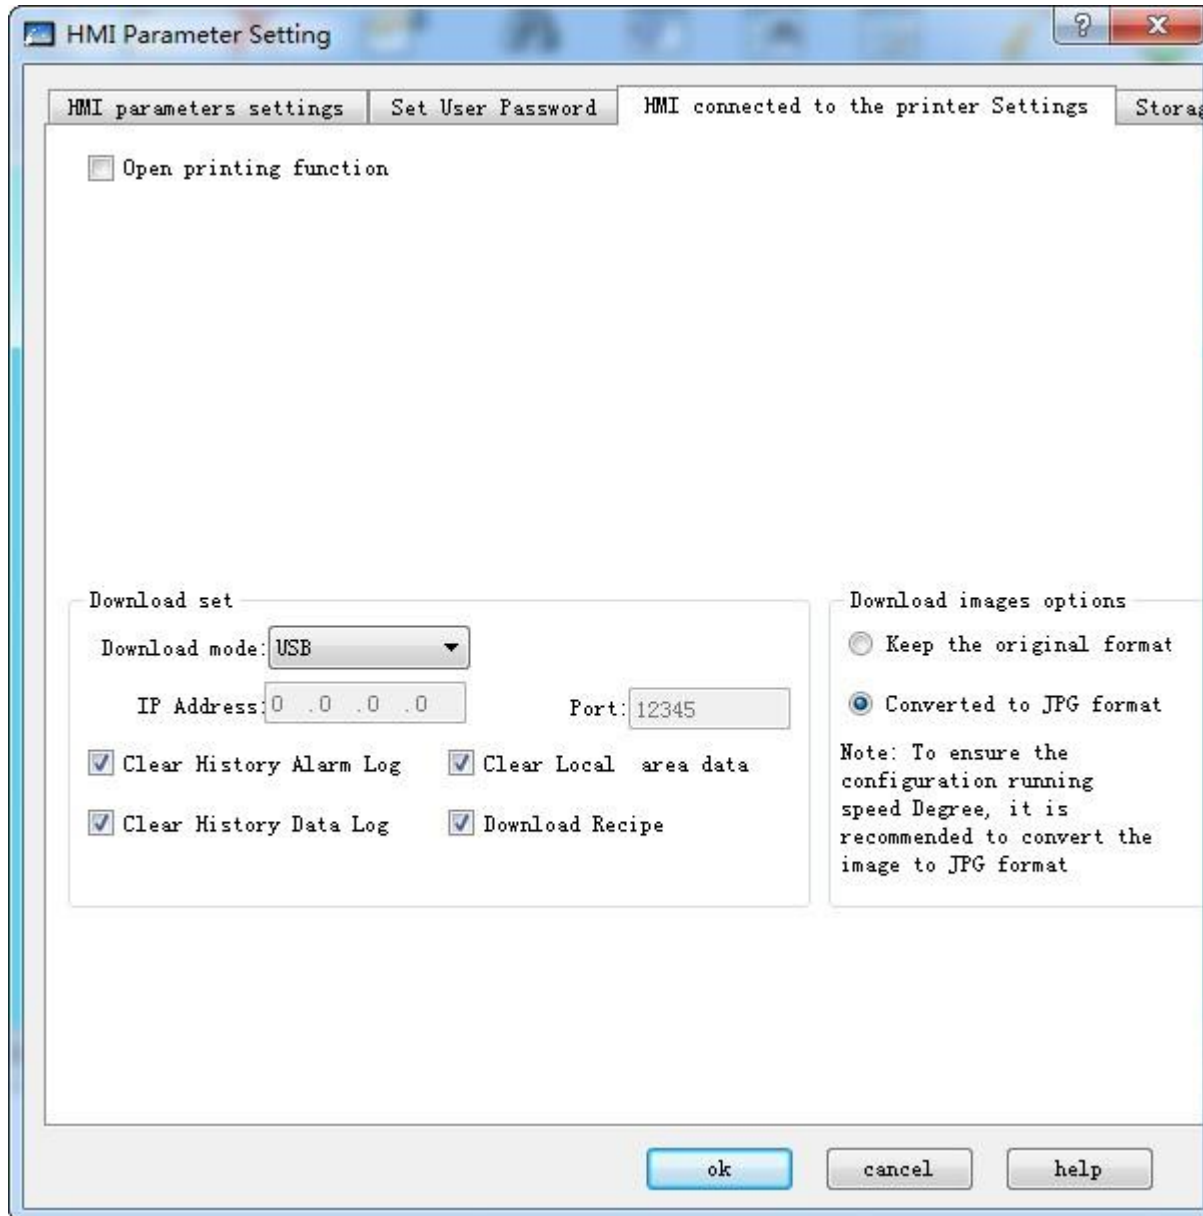 HMI Parameter Setting
?
X
HMI parameters settings Set User Password HMI connected to the printer Settings Storag
Open printing function
Download set
Download mode: USB
IP Address: 0 .0 .0 .0 Port: 12345
Clear History Alarm Log Clear Local area data
Clear History Data Log Download Recipe
Download images options
Keep the original format
Converted to JPG format
Note: To ensure the
configuration running
speed Degree, it is
recommended to convert the
image to JPG format
ok cancel help